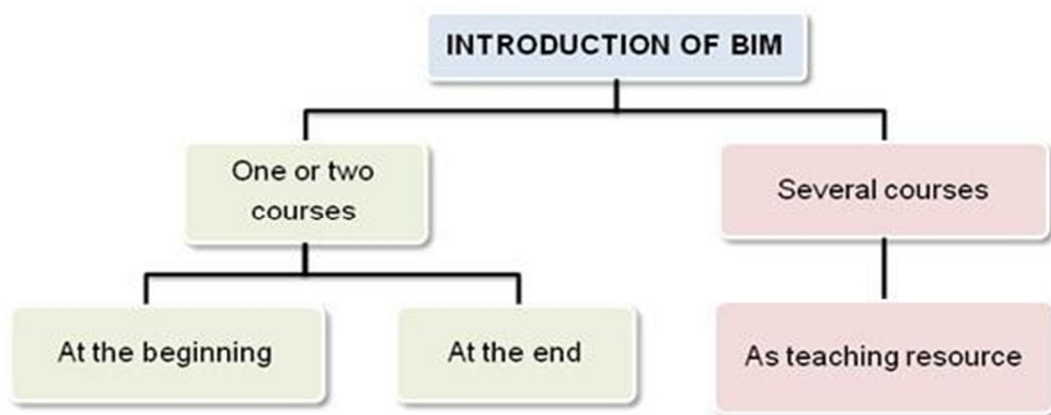 INTRODUCTION OF BIM
One or two
courses
Several courses
At the beginning
At the end
As teaching resource